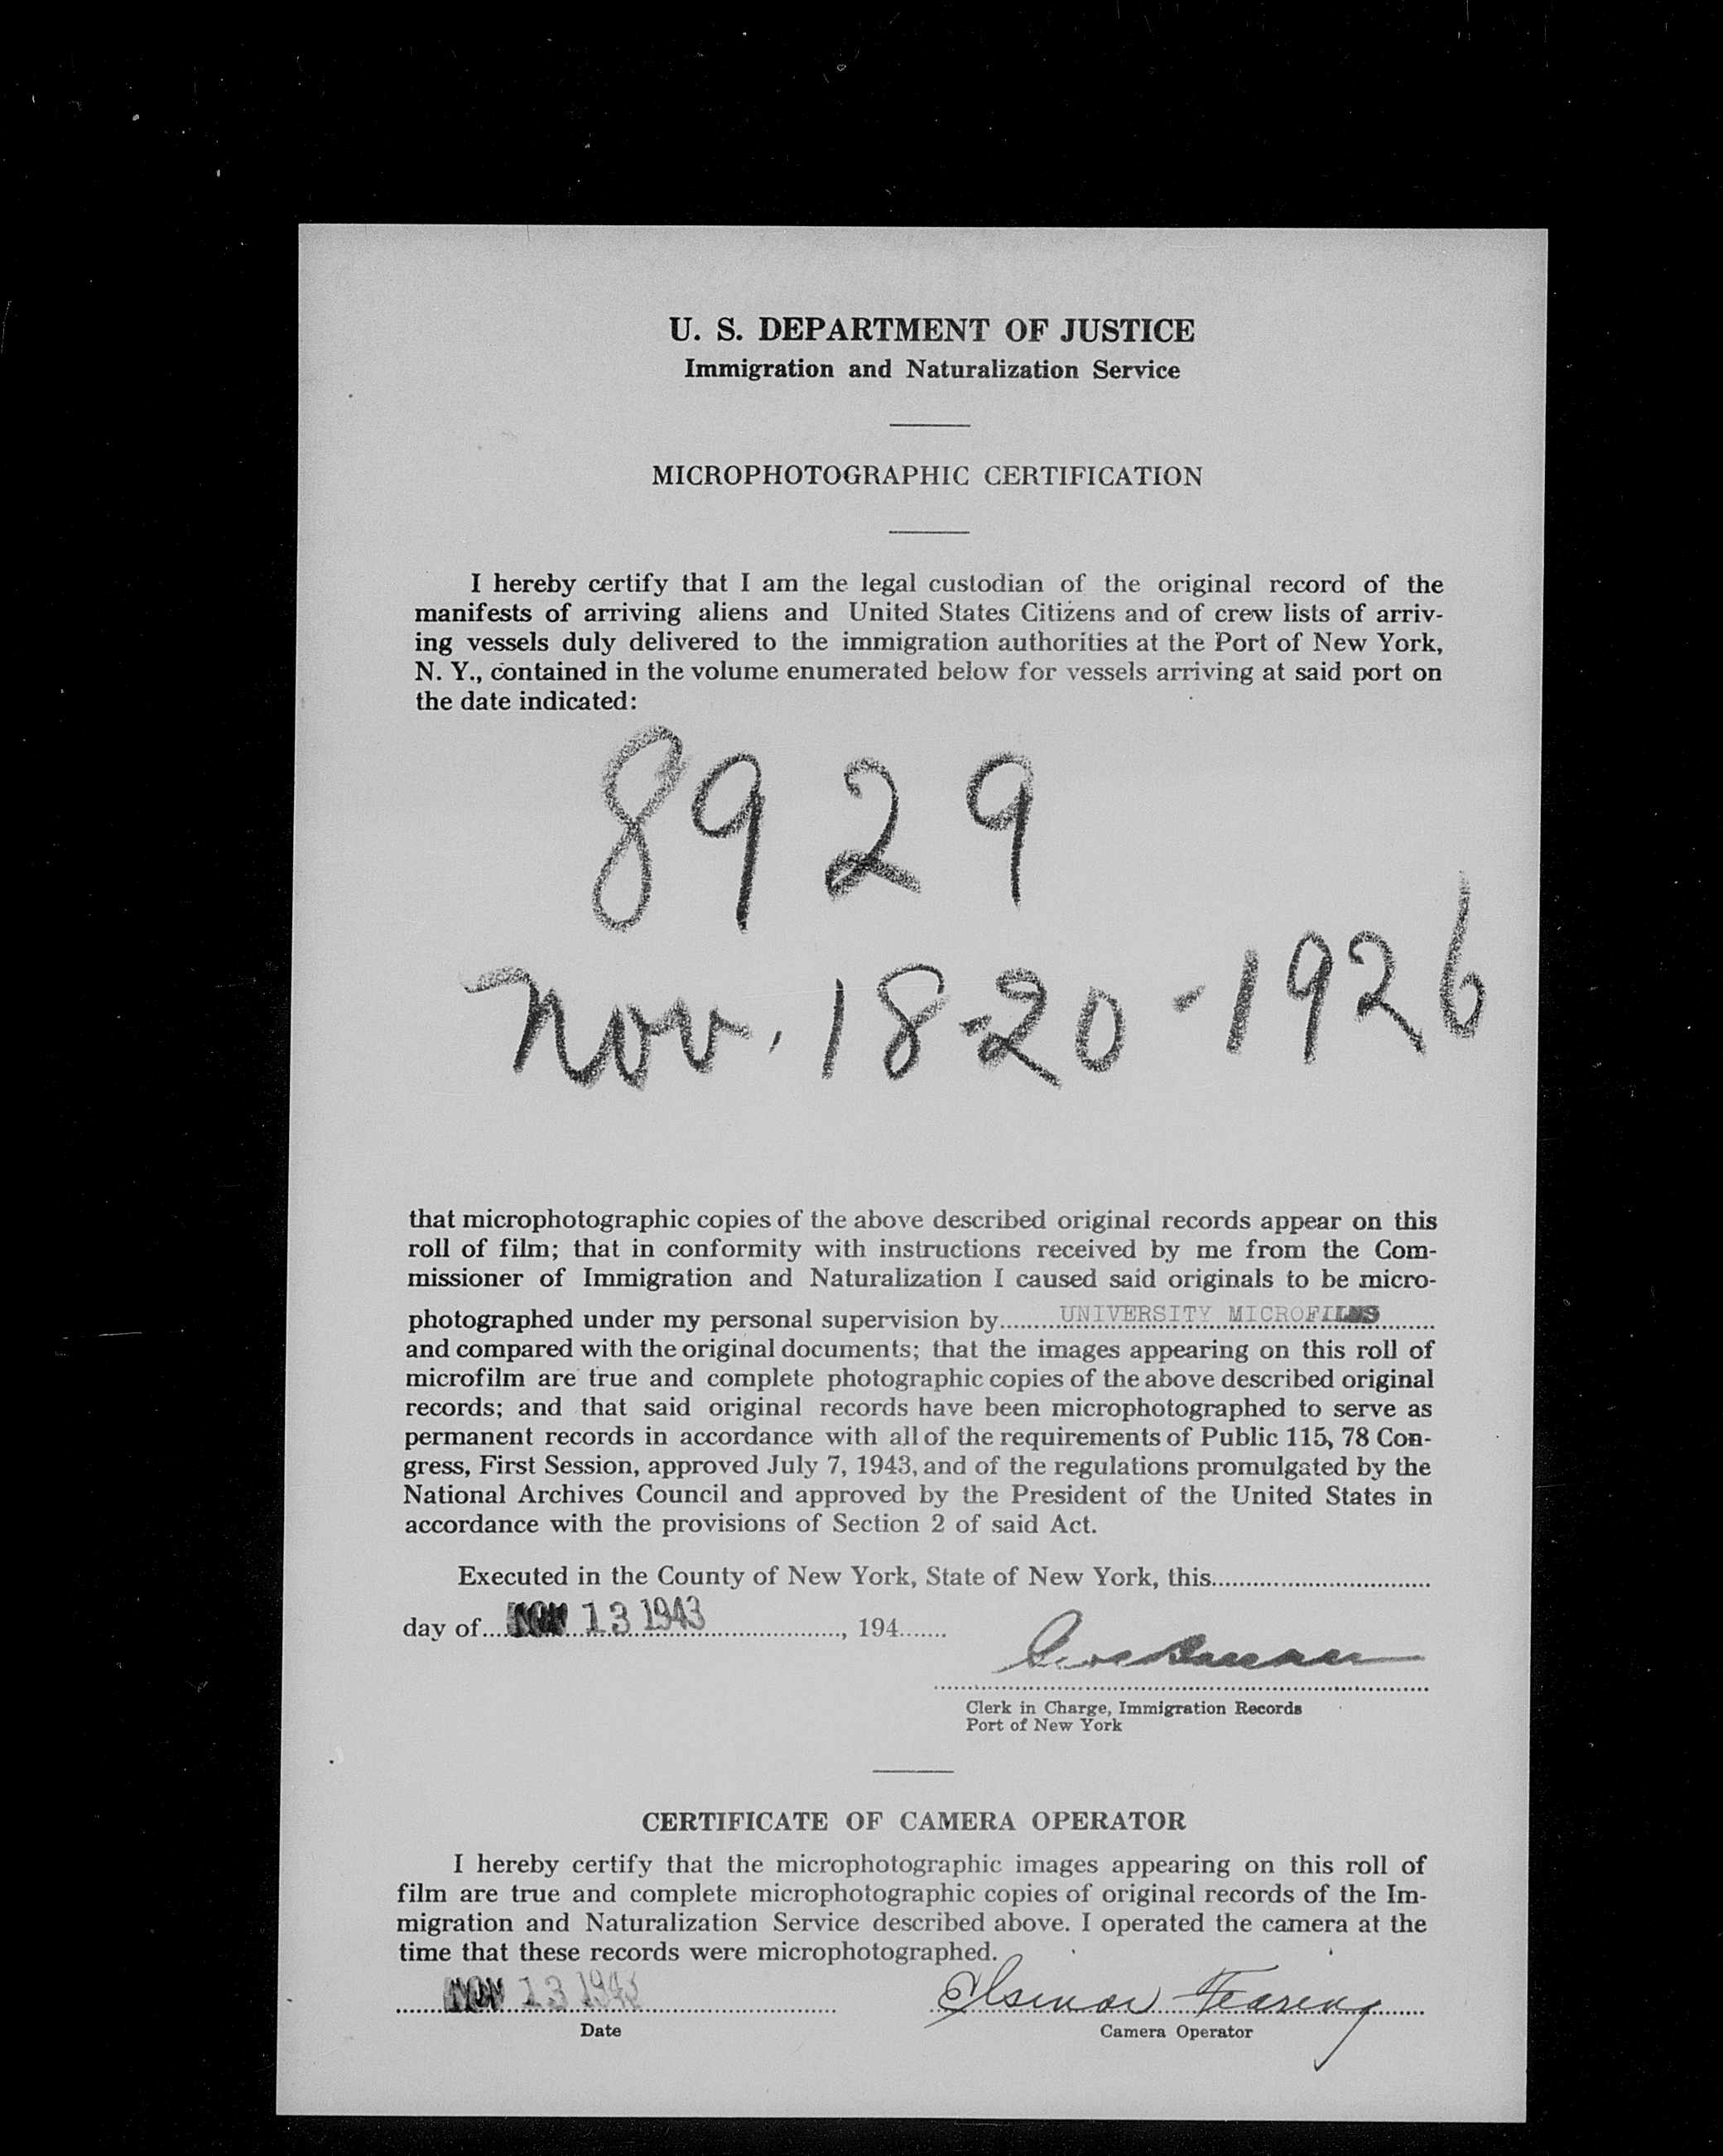 U. S. DEPARTMENT OF JUSTICE
Immigration and Naturalization Service
MICROPHOTOGRAPHIC CERTIFICATION
I hereby certify that I am the legal custodian of the original record of the
manifests of arriving aliens and United States Citizens and of crew lists of arriv-
ing vessels duly delivered to the immigration authorities at the Port of New York,
N. Y., contained in the volume enumerated below for vessels arriving at said port on
the date indicated:
8929
Nov. 18-20-1926
that microphotographic copies of the above described original records appear on this
roll of film; that in conformity with instructions received by me from the Com-
missioner of Immigration and Naturalization I caused said originals to be micro-
photographed under my personal supervision by UNIVERSITY MICROFILMS
and compared with the original documents; that the images appearing on this roll of
microfilm are true and complete photographic copies of the above described original
records; and that said original records have been microphotographed to serve as
permanent records in accordance with all of the requirements of Public 115, 78 Con-
gress, First Session, approved July 7, 1943, and of the regulations promulgated by the
National Archives Council and approved by the President of the United States in
accordance with the provisions of Section 2 of said Act.
Executed in the County of New York, State of New York, this
day of NOV 13 1943, 194
Clerk in Charge, Immigration Records
Port of New York
CERTIFICATE OF CAMERA OPERATOR
I hereby certify that the microphotographic images appearing on this roll of
film are true and complete microphotographic copies of original records of the Im-
migration and Naturalization Service described above. I operated the camera at the
time that these records were microphotographed.
NOV 13 1943 Elsinor Fearing
Date Camera Operator